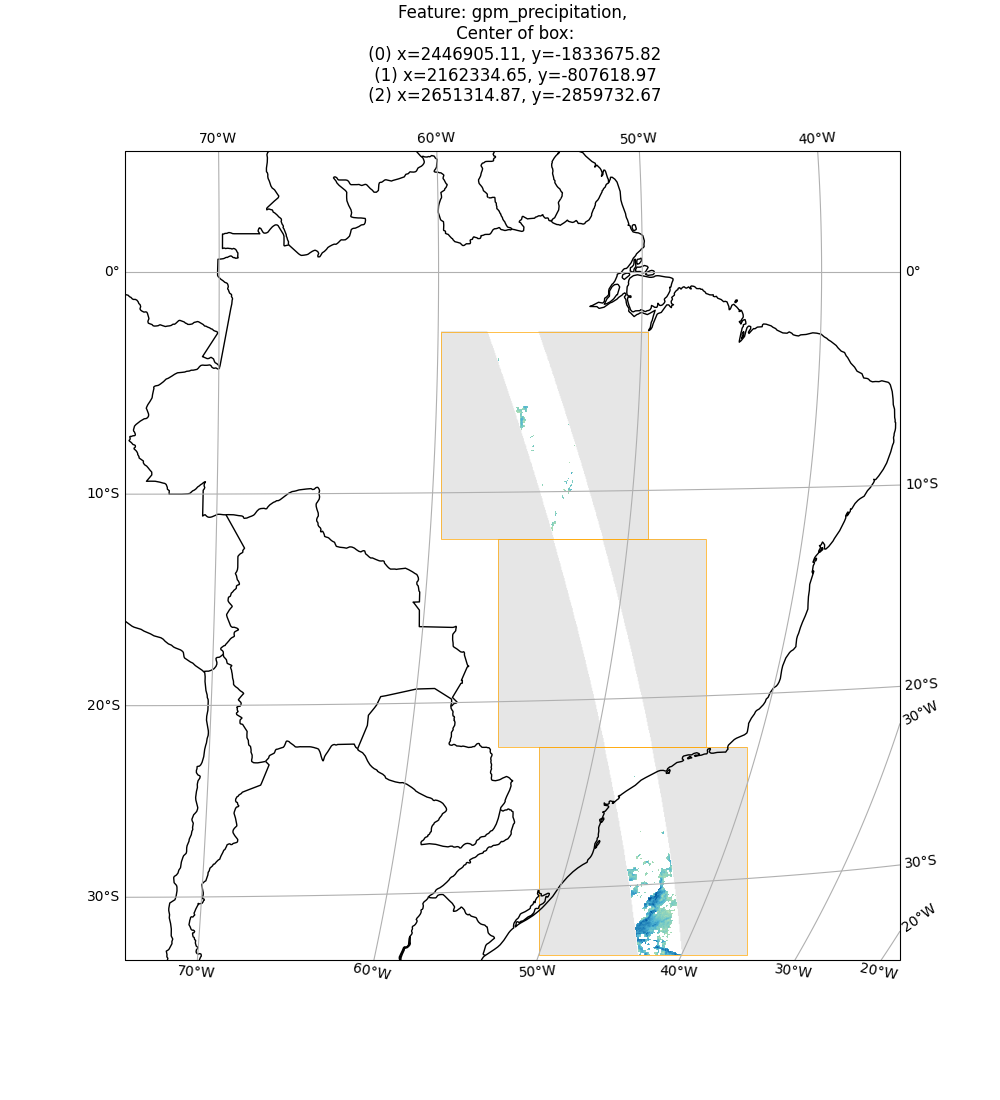 Feature: gpm_precipitation,
Center of box:
(0) x=2446905.11, y=-1833675.82
(1) x=2162334.65, y=-807618.97
(2) x=2651314.87, y=-2859732.67
70°W 60°W 50°W 40°W
0° 0°
10°S 10°S
20°S 20°S
30°W
30°S 30°S
20°W
70°W 60°W 50°W 40°W 30°W 20°W